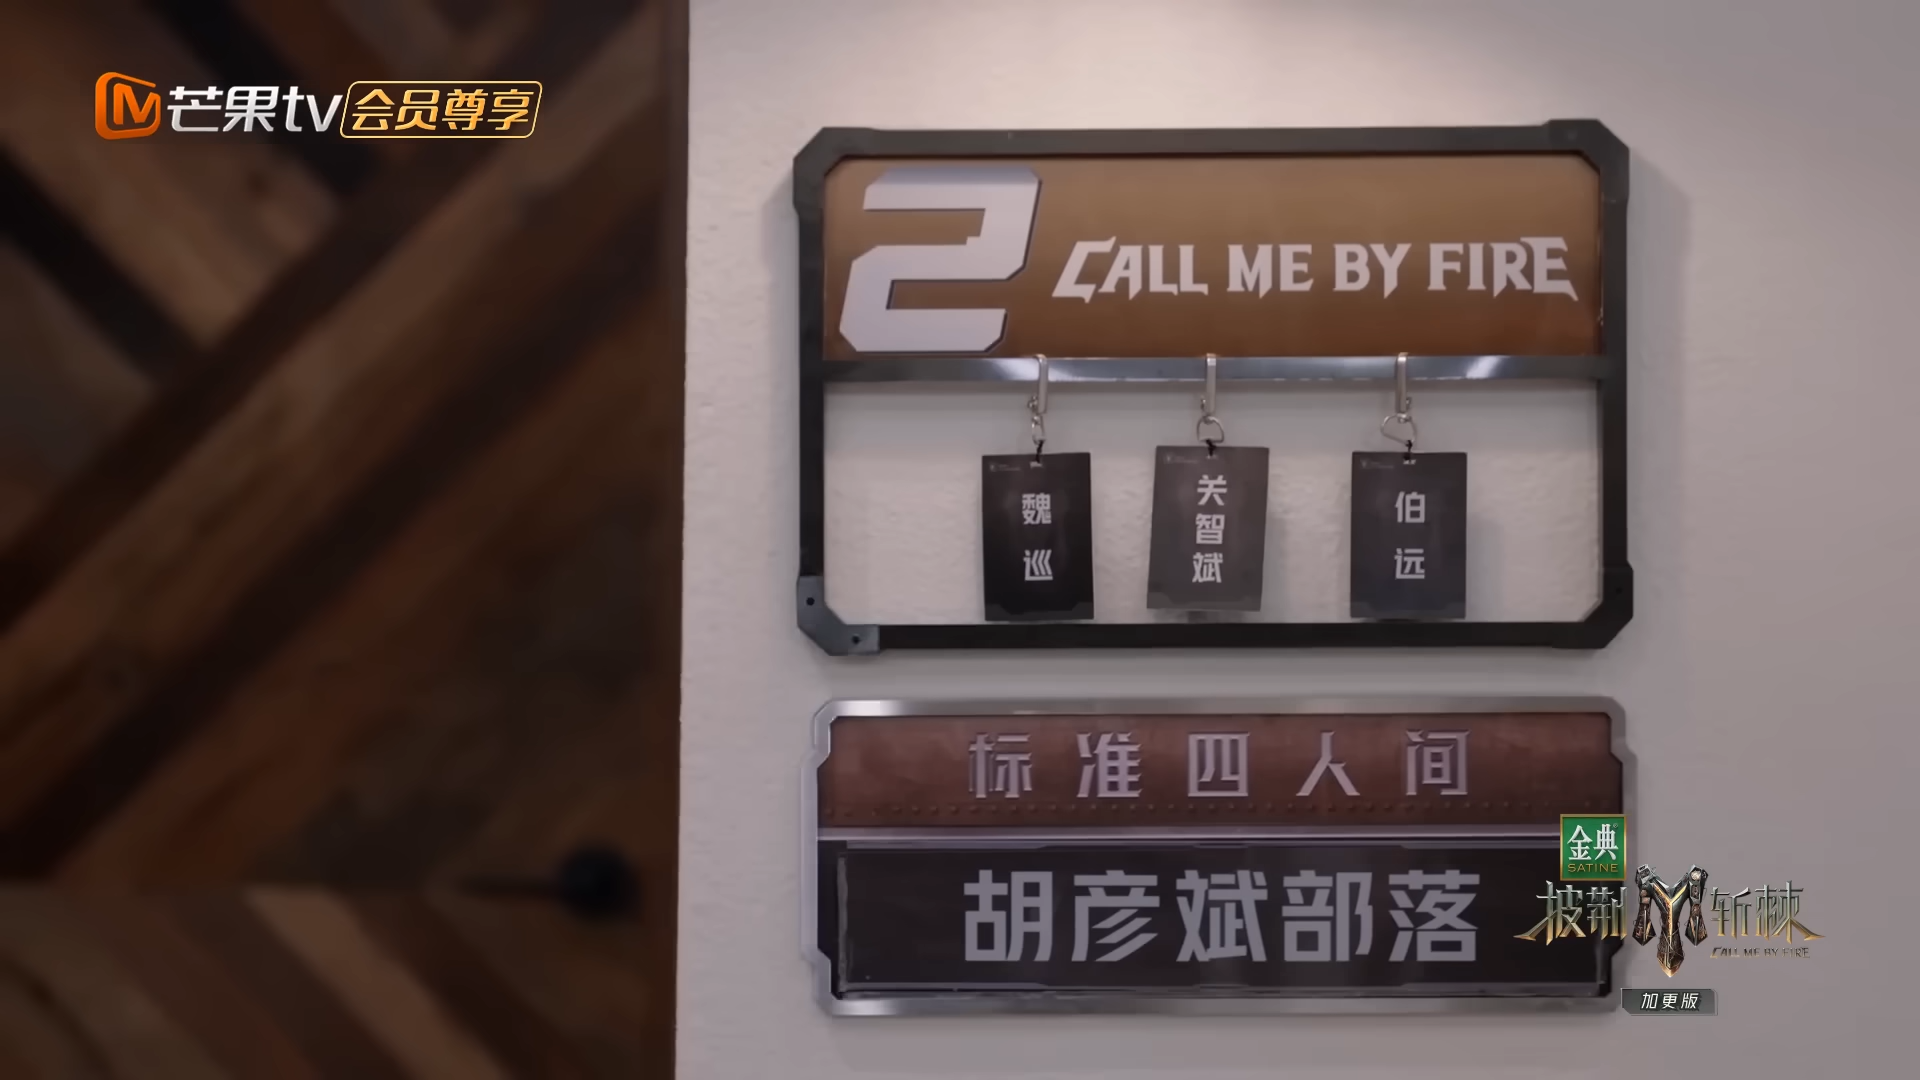 芒果tv 会员尊享
2 CALL ME BY FIRE
魏巡
关智斌
伯远
标准四人间
胡彦斌部落
金典
SATINE
披荆斩棘
CALL ME BY FIRE
加更版